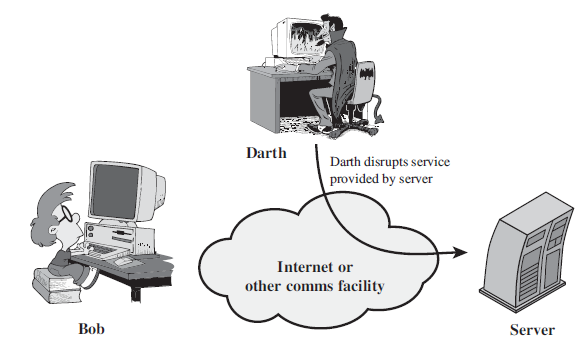 Darth
Darth disrupts service
provided by server
Internet or
other comms facility
Bob
Server